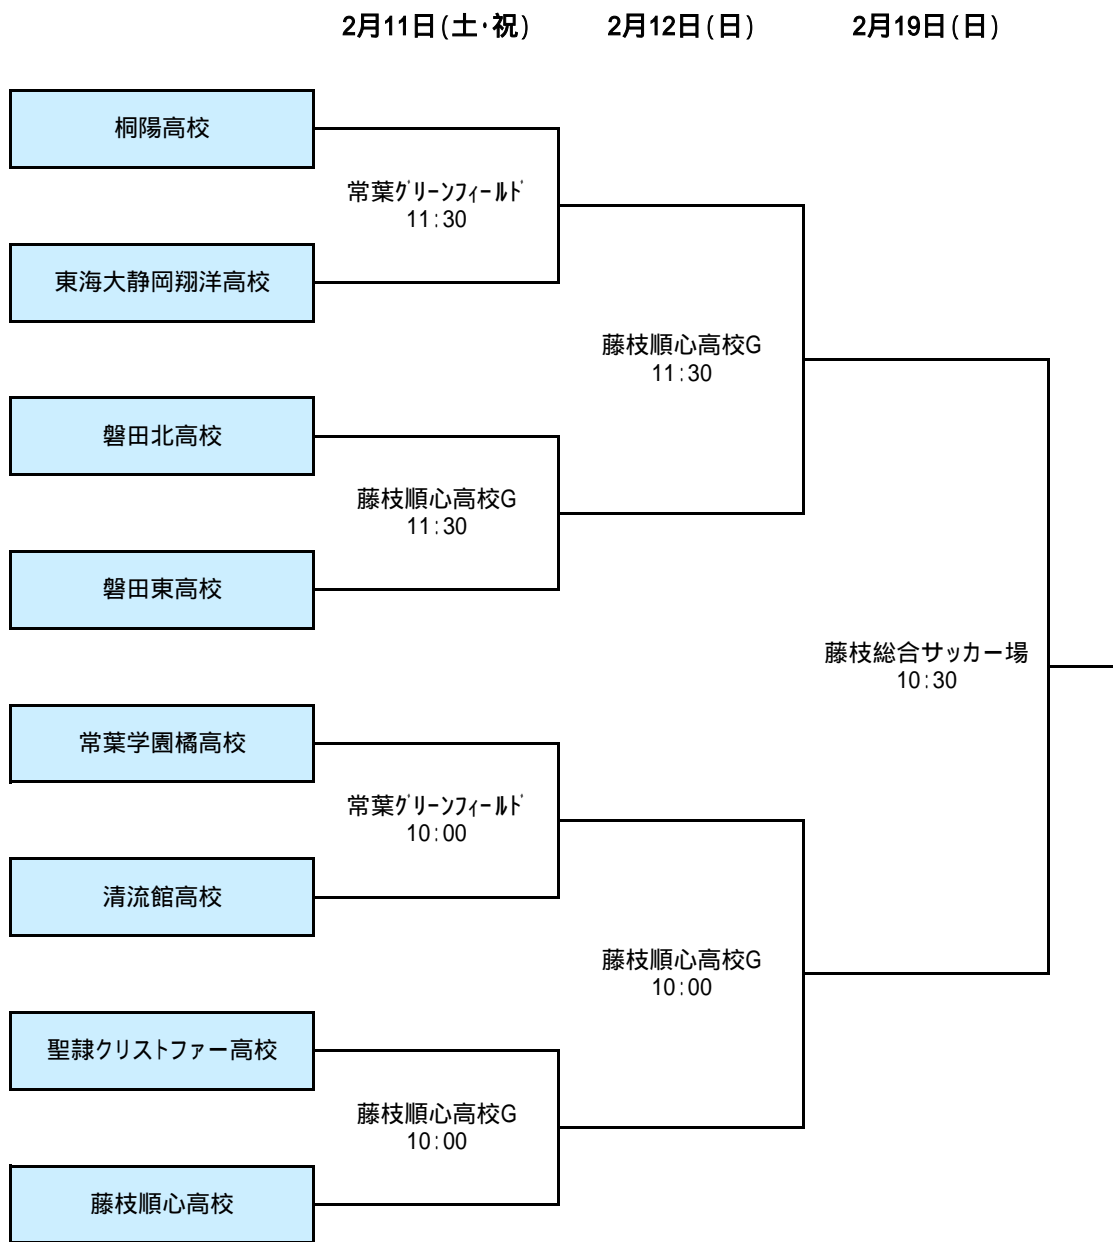 2月11日(土・祝) 2月12日(日) 2月19日(日)
桐陽高校
常葉グリーンフィールド
11:30
東海大静岡翔洋高校
藤枝順心高校G
11:30
磐田北高校
藤枝順心高校G
11:30
磐田東高校
藤枝総合サッカー場
10:30
常葉学園橘高校
常葉グリーンフィールド
10:00
清流館高校
藤枝順心高校G
10:00
聖隷クリストファー高校
藤枝順心高校G
10:00
藤枝順心高校